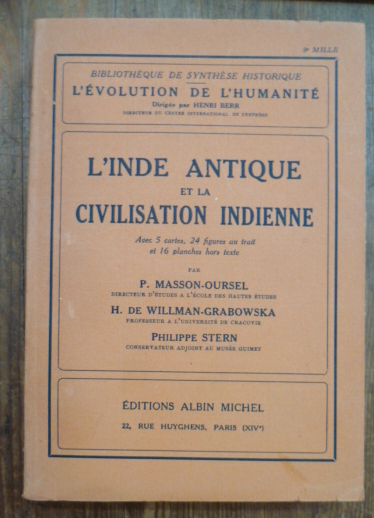 9e MILLE
BIBLIOTHÈQUE DE SYNTHÈSE HISTORIQUE
L'ÉVOLUTION DE L'HUMANITÉ
Dirigée par HENRI BERR
DIRECTEUR DU CENTRE INTERNATIONAL DE SYNTHÈSE
L'INDE ANTIQUE
ET LA
CIVILISATION INDIENNE
Avec 5 cartes, 24 figures au trait
et 16 planches hors texte
PAR
P. MASSON-OURSEL
DIRECTEUR D'ÉTUDES A L'ÉCOLE DES HAUTES ÉTUDES
H. DE WILLMAN-GRABOWSKA
PROFESSEUR A L'UNIVERSITÉ DE CRACOVIE
PHILIPPE STERN
CONSERVATEUR ADJOINT AU MUSÉE GUIMET
ÉDITIONS ALBIN MICHEL
22, RUE HUYGHENS, PARIS (XIVe)